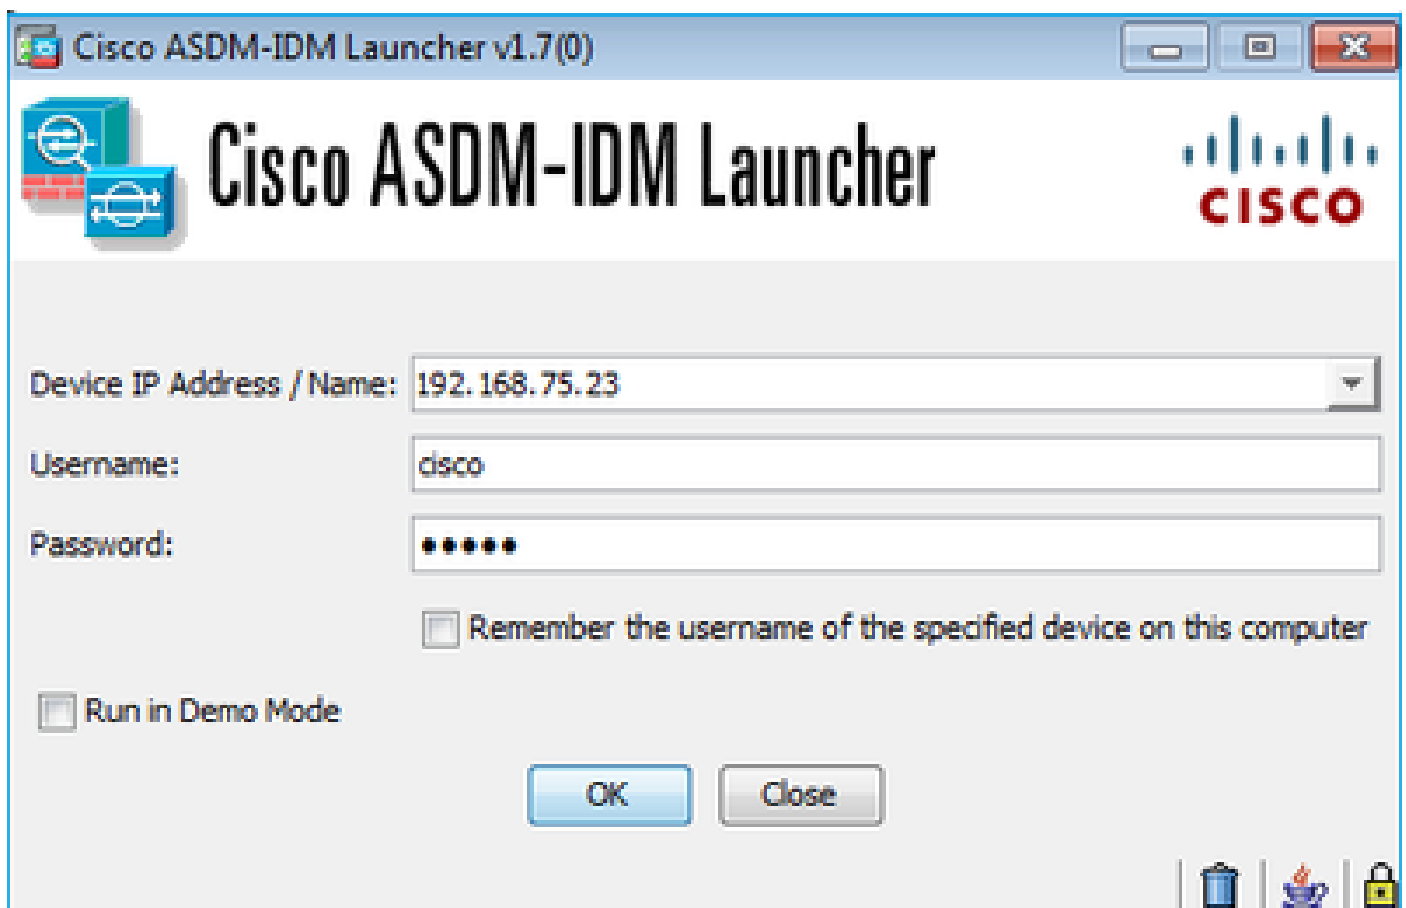 Cisco ASDM-IDM Launcher v1.7(0)
Cisco ASDM-IDM Launcher
CISCO
Device IP Address / Name: 192.168.75.23
Username: cisco
Password: •••••
Remember the username of the specified device on this computer
Run in Demo Mode
OK Close